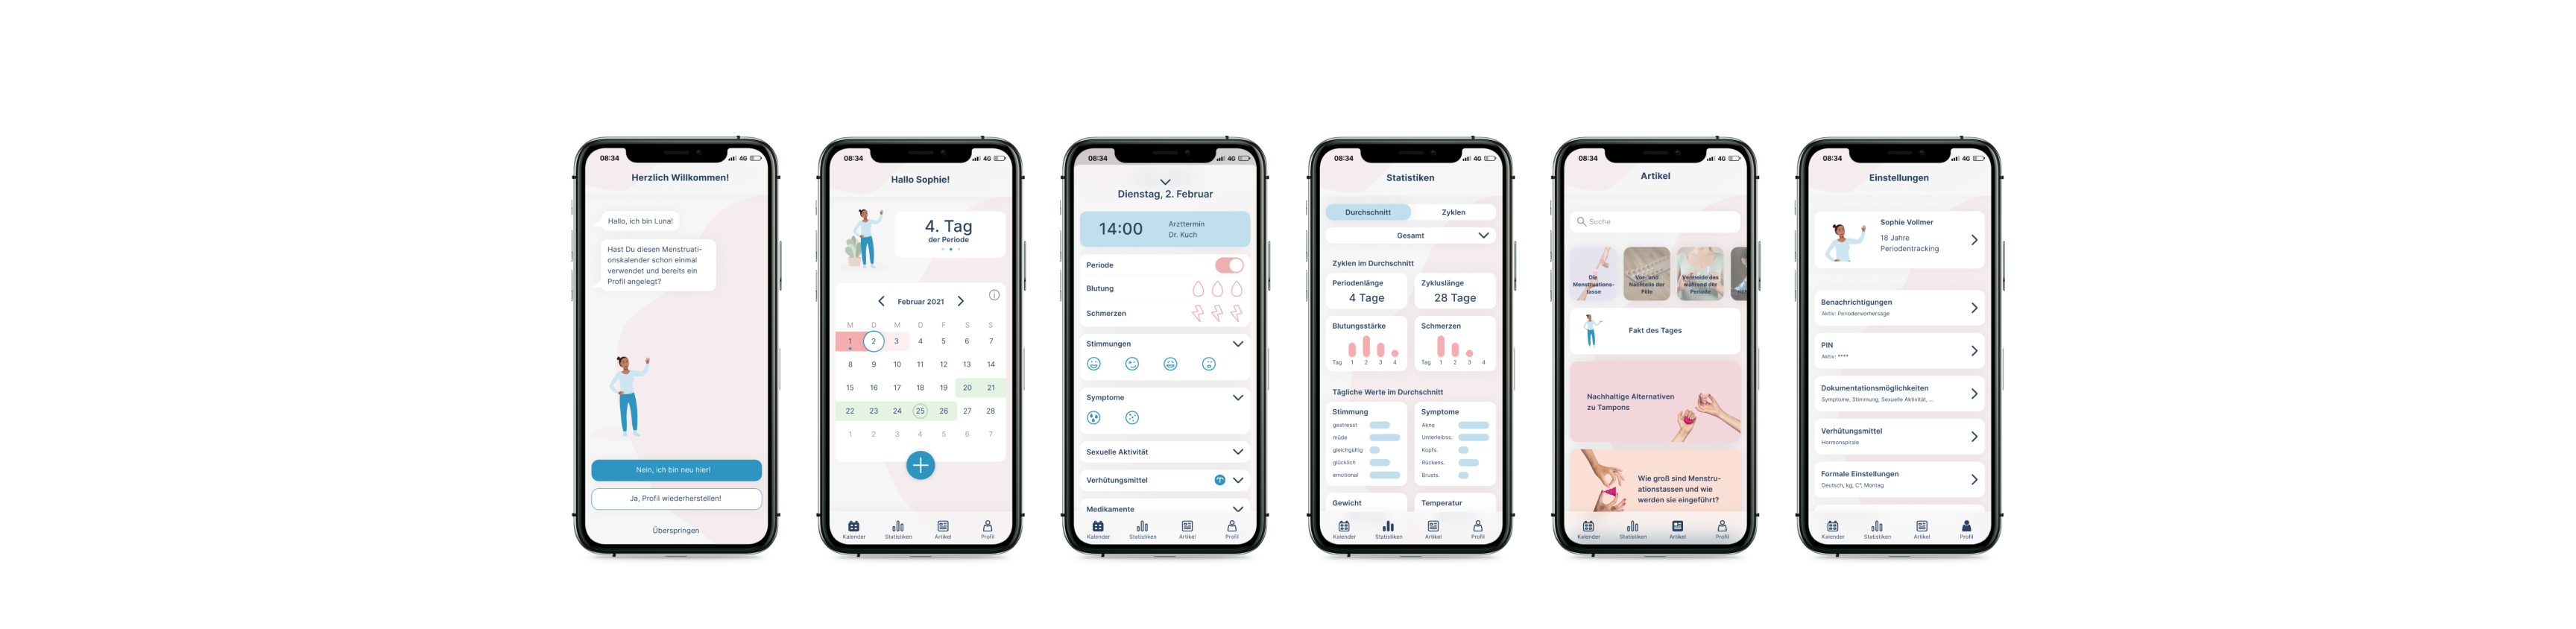 08:34
4G
Herzlich Willkommen!
Hallo, ich bin Luna!
Hast Du diesen Menstruati-
onskalender schon einmal
verwendet und bereits ein
Profil angelegt?
Nein, ich bin neu hier!
Ja, Profil wiederherstellen!
Überspringen
08:34
4G
Hallo Sophie!
4. Tag
der Periode
Februar 2021
M D M D F S S
1 2 3 4 5 6 7
8 9 10 11 12 13 14
15 16 17 18 19 20 21
22 23 24 25 26 27 28
1 2 3 4 5 6 7
Kalender Statistiken Artikel Profil
08:34
4G
Dienstag, 2. Februar
14:00
Arzttermin
Dr. Kuch
Periode
Blutung
Schmerzen
Stimmungen
Symptome
Sexuelle Aktivität
Verhütungsmittel
Medikamente
Kalender Statistiken Artikel Profil
08:34
4G
Statistiken
Durchschnitt Zyklen
Gesamt
Zyklen im Durchschnitt
Periodenlänge
4 Tage
Zykluslänge
28 Tage
Blutungsstärke
Tag 1 2 3 4
Schmerzen
Tag 1 2 3 4
Tägliche Werte im Durchschnitt
Stimmung
gestresst
müde
gleichgültig
glücklich
emotional
Symptome
Akne
Unterleibss.
Kopfs.
Rückens.
Brusts.
Gewicht
Temperatur
Kalender Statistiken Artikel Profil
08:34
4G
Artikel
Suche
Die
Menstruations-
tasse
Vor- und
Nachteile der
Pille
Vermeide das
während der
Periode
Fakt des Tages
Nachhaltige Alternativen
zu Tampons
Wie groß sind Menstru-
ationstassen und wie
werden sie eingeführt?
Kalender Statistiken Artikel Profil
08:34
4G
Einstellungen
Sophie Vollmer
18 Jahre
Periodentracking
Benachrichtigungen
Aktiv: Periodenvorhersage
PIN
Aktiv: ****
Dokumentationsmöglichkeiten
Symptome, Stimmung, Sexuelle Aktivität, ...
Verhütungsmittel
Hormonspirale
Formale Einstellungen
Deutsch, kg, C°, Montag
Kalender Statistiken Artikel Profil